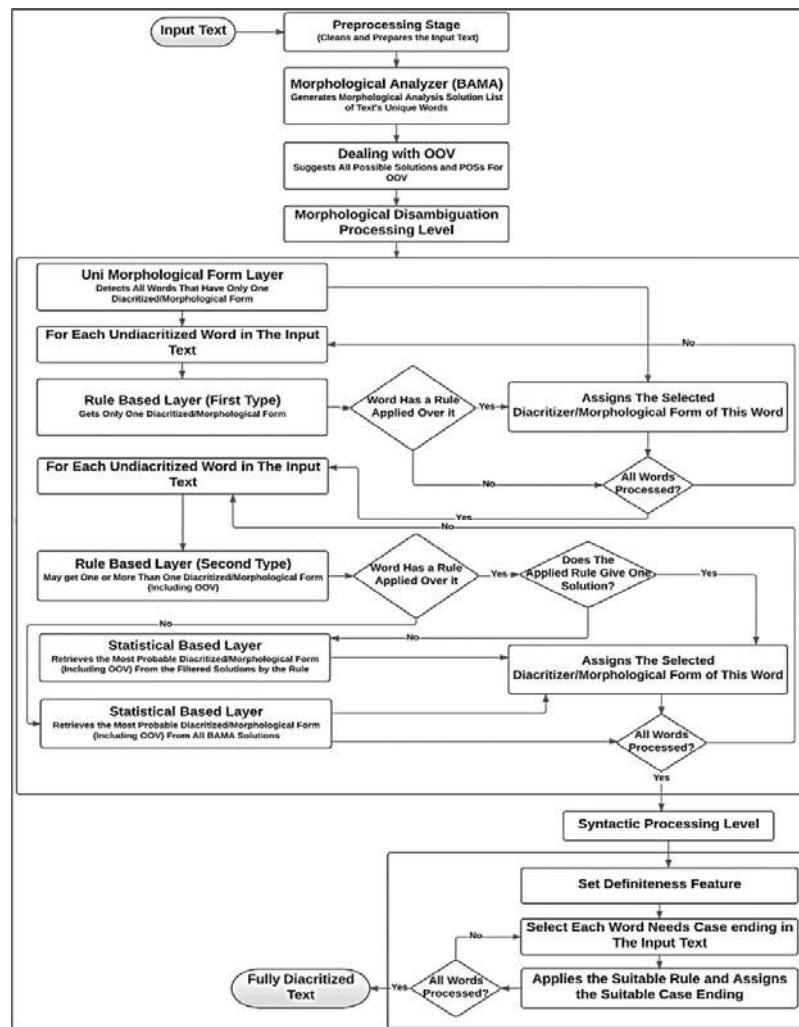 Input Text
Preprocessing Stage
(Cleans and Prepares the Input Text)
Morphological Analyzer (BAMA)
Generates Morphological Analysis Solution List
of Text's Unique Words
Dealing with OOV
Suggests All Possible Solutions and POSs For
OOV
Morphological Disambiguation
Processing Level
Uni Morphological Form Layer
Detects All Words That Have Only One
Diacritized/Morphological Form
For Each Undiacritized Word in The Input
Text
No
Rule Based Layer (First Type)
Gets Only One Diacritized/Morphological Form
Word Has a Rule
Applied Over it
Yes
Assigns The Selected
Diacritizer/Morphological Form of This Word
For Each Undiacritized Word in The Input
Text
No
All Words
Processed?
Yes
No
Rule Based Layer (Second Type)
May get One or More Than One Diacritized/Morphological Form
(Including OOV)
Word Has a Rule
Applied Over it
Yes
Does The
Applied Rule Give One
Solution?
Yes
No
No
Statistical Based Layer
Retrieves the Most Probable Diacritized/Morphological Form
(Including OOV) From the Filtered Solutions by the Rule
Assigns The Selected
Diacritizer/Morphological Form of This Word
Statistical Based Layer
Retrieves the Most Probable Diacritized/Morphological Form
(Including OOV) From All BAMA Solutions
All Words
Processed?
Yes
Syntactic Processing Level
Set Definiteness Feature
No
Select Each Word Needs Case ending in
The Input Text
Fully Diacritized
Text
Yes
All Words
Processed?
Applies the Suitable Rule and Assigns
the Suitable Case Ending